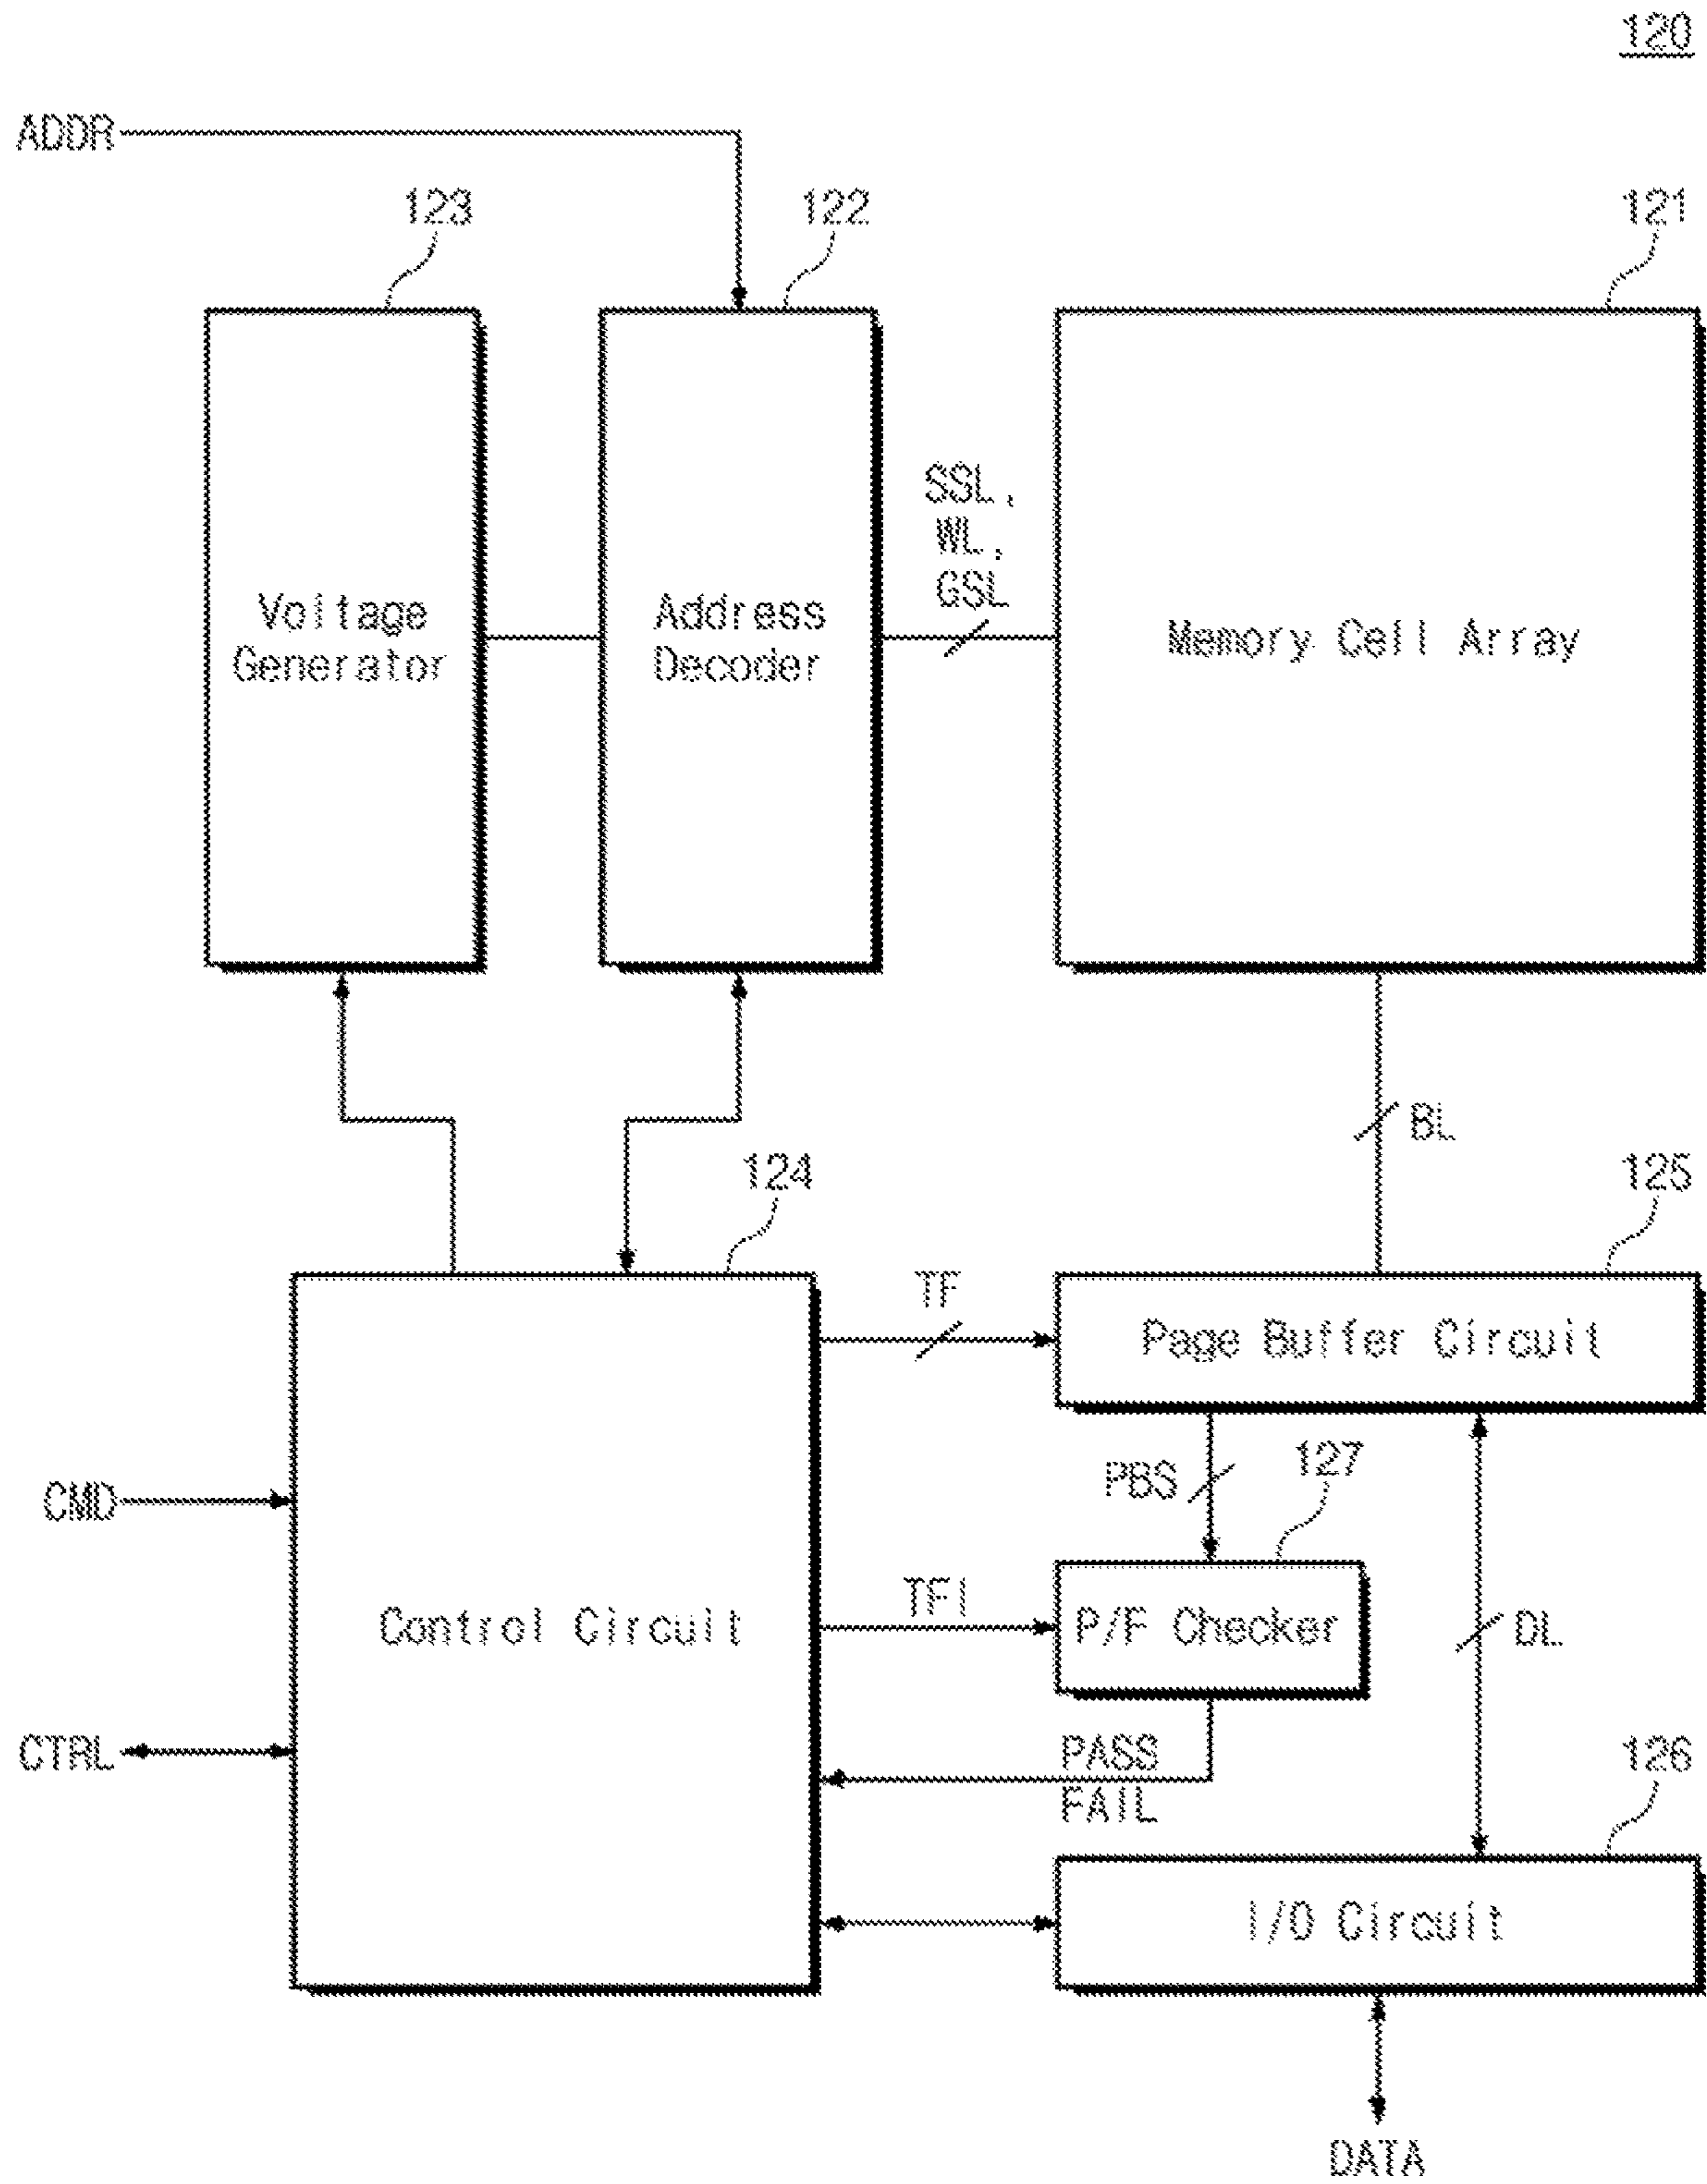 120
ADDR
123
122
121
SSL,
WL,
GSL
Voltage
Generator
Address
Decoder
Memory Cell Array
BL
124
125
TF
Page Buffer Circuit
CMD
PBS
127
Control Circuit
TFI
P/F Checker
DL
CTRL
PASS
FAIL
126
I/O Circuit
DATA